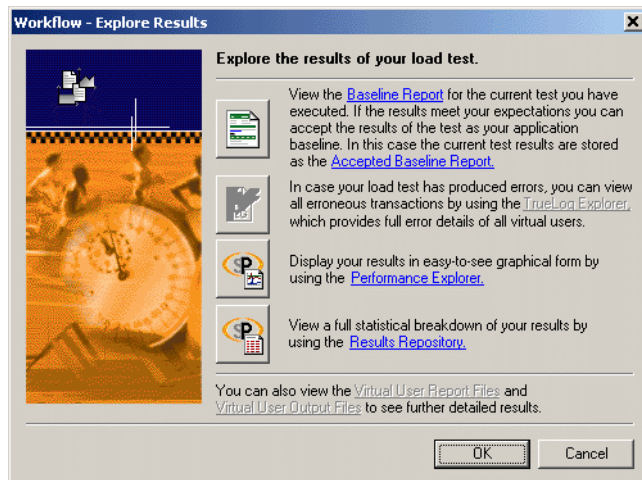 Workflow - Explore Results
Explore the results of your load test.
View the Baseline Report for the current test you have
executed. If the results meet your expectations you can
accept the results of the test as your application
baseline. In this case the current test results are stored
as the Accepted Baseline Report.
In case your load test has produced errors, you can view
all erroneous transactions by using the TrueLog Explorer,
which provides full error details of all virtual users.
Display your results in easy-to-see graphical form by
using the Performance Explorer.
View a full statistical breakdown of your results by
using the Results Repository.
You can also view the Virtual User Report Files and
Virtual User Output Files to see further detailed results.
OK
Cancel